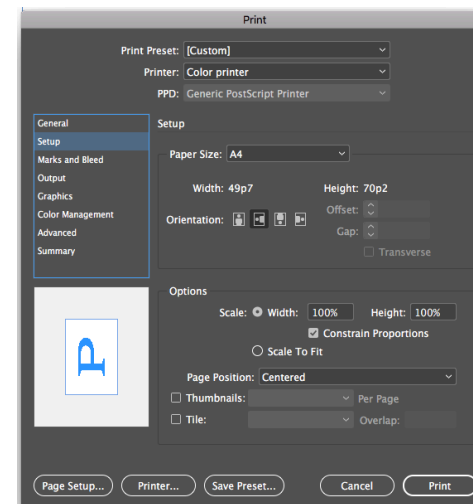 Print
Print Preset: [Custom]
Printer: Color printer
PPD: Generic PostScript Printer
General
Setup
Marks and Bleed
Output
Graphics
Color Management
Advanced
Summary
Setup
Paper Size: A4
Width: 49p7 Height: 70p2
Orientation: Offset:
Gap:
Transverse
Options
Scale: Width: 100% Height: 100%
Constrain Proportions
Scale To Fit
Page Position: Centered
Thumbnails: Per Page
Tile: Overlap:
P
Page Setup... Printer... Save Preset... Cancel Print